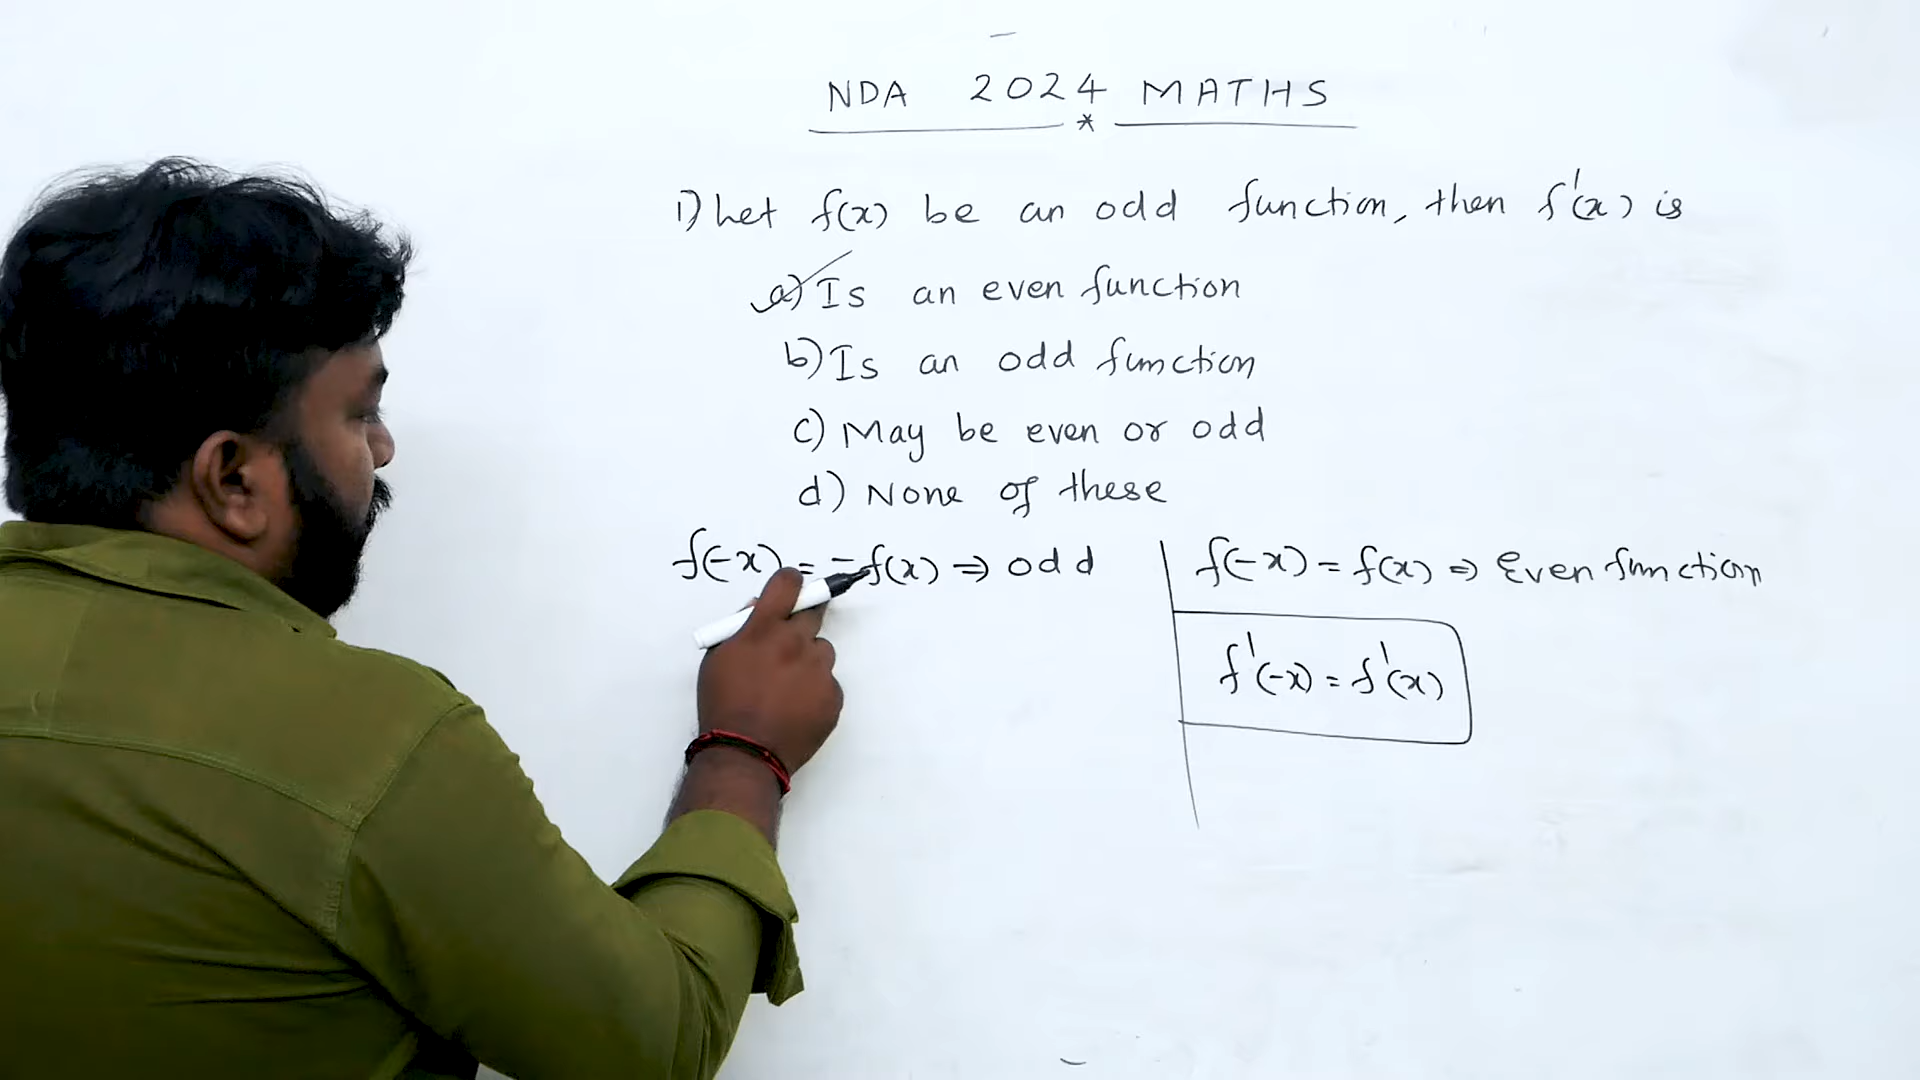 NDA 2024 MATHS
*
1) Let f(x) be an odd function, then f'(x) is
a) Is an even function
b) Is an odd function
c) May be even or odd
d) None of these
f(-x) = -f(x) ⇒ odd
f(-x) = f(x) ⇒ Even function
f'(-x) = f'(x)